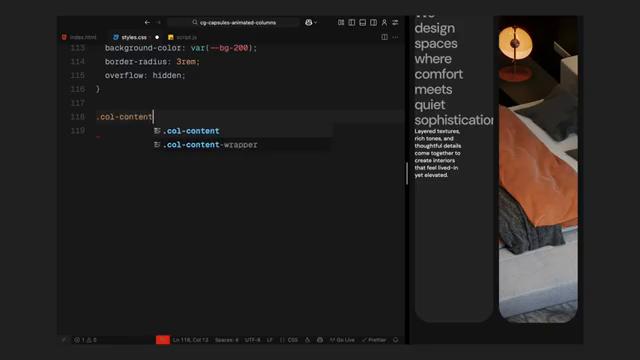 cg-capsules-animated-columns
index.html
styles.css
script.js
113 background-color: var(--bg-200);
114 border-radius: 3rem;
115 overflow: hidden;
116 }
117
118 .col-content
119
.col-content
.col-content-wrapper
We
design
spaces
where
comfort
meets
quiet
sophistication
Layered textures,
rich tones, and
thoughtful details
come together to
create interiors
that feel lived-in
yet elevated.
1 0
Ln 118, Col 13 Spaces: 4 UTF-8 LF {} CSS Go Live Prettier